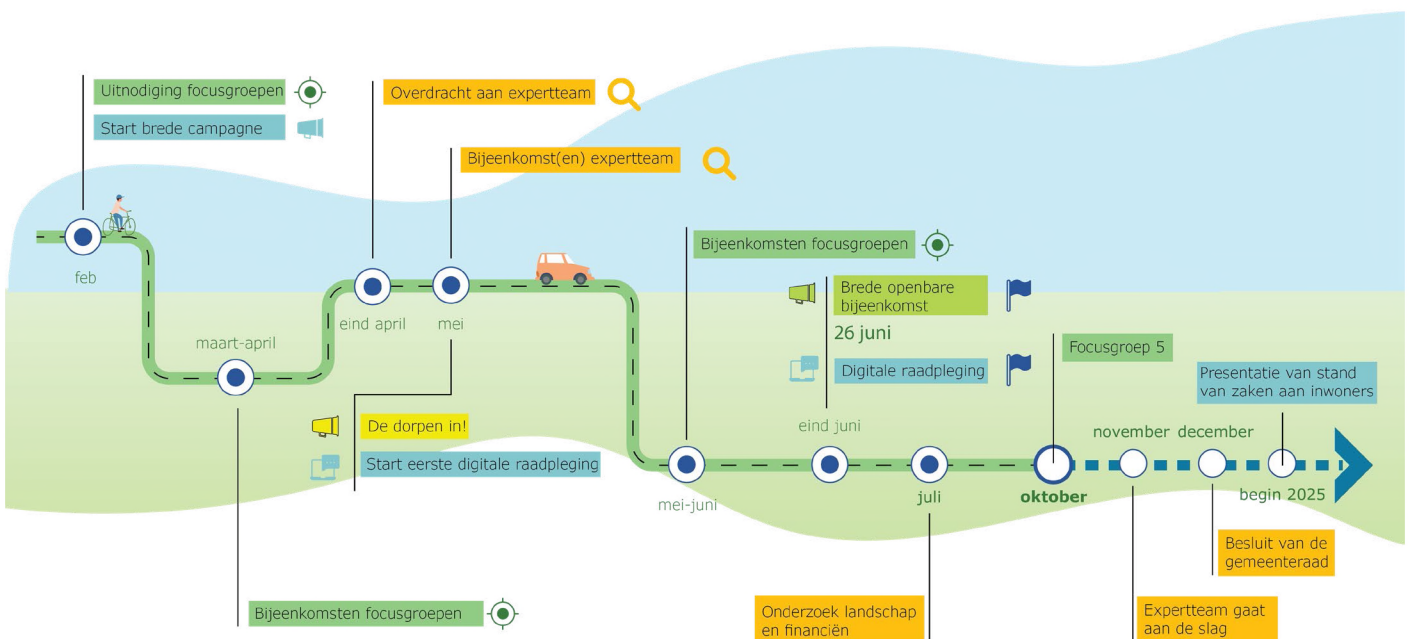 Uitnodiging focusgroepen
Start brede campagne
feb
maart-april
Bijeenkomsten focusgroepen
Overdracht aan expertteam
eind april
Bijeenkomst(en) expertteam
mei
De dorpen in!
Start eerste digitale raadpleging
Bijeenkomsten focusgroepen
mei-juni
Brede openbare
bijeenkomst
26 juni
Digitale raadpleging
eind juni
juli
Onderzoek landschap
en financiën
Focusgroep 5
oktober
november december
Expertteam gaat
aan de slag
Besluit van de
gemeenteraad
Presentatie van stand
van zaken aan inwoners
begin 2025